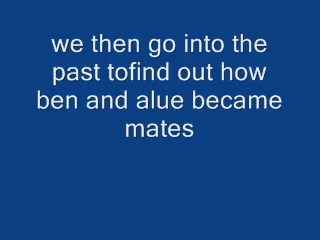 we then go into the
past tofind out how
ben and alue became
mates